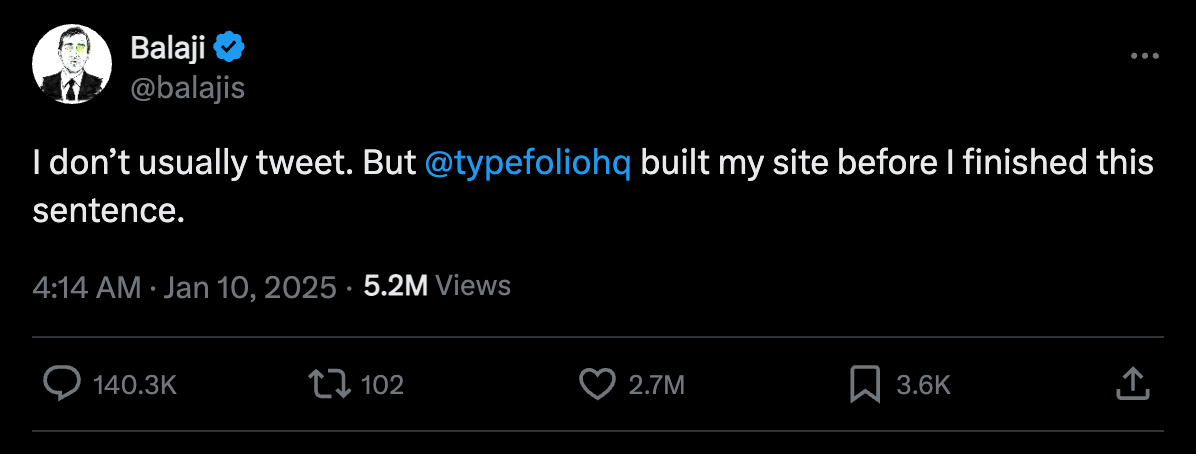 Balaji
@balajis
I don’t usually tweet. But @typefoliohq built my site before I finished this
sentence.
4:14 AM · Jan 10, 2025 · 5.2M Views
140.3K 102 2.7M 3.6K